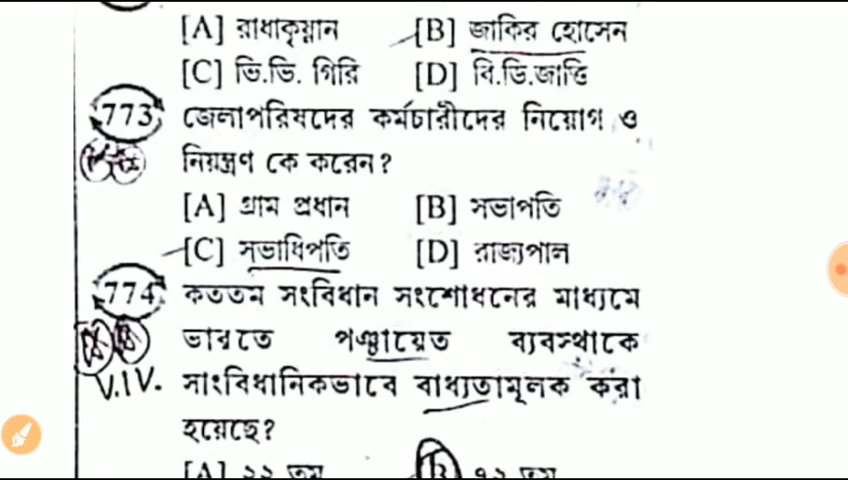 [A] রাধাকৃষ্ণান [B] জাকির হোসেন
[C] ভি.ভি. গিরি [D] বি.ডি.জাত্তি
773 জেলাপরিষদের কর্মচারীদের নিয়োগ ও
নিয়ন্ত্রণ কে করেন?
[A] গ্রাম প্রধান [B] সভাপতি
[C] সভাধিপতি [D] রাজ্যপাল
774 কততম সংবিধান সংশোধনের মাধ্যমে
ভারতে পঞ্চায়েত ব্যবস্থাকে
V.IV. সাংবিধানিকভাবে বাধ্যতামূলক করা
হয়েছে?
[A] [B]